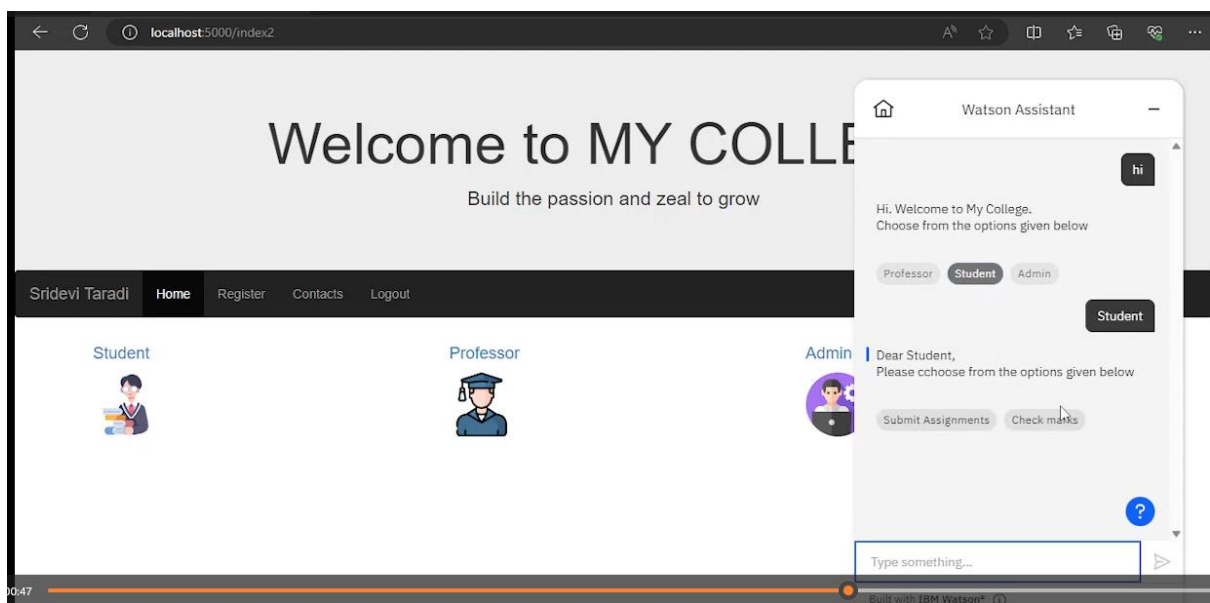 localhost:5000/index2
Welcome to MY COLLE
Build the passion and zeal to grow
Sridevi Taradi Home Register Contacts Logout
Student Professor Admin
Watson Assistant
hi
Hi. Welcome to My College.
Choose from the options given below
Professor Student Admin
Student
Dear Student,
Please cchoose from the options given below
Submit Assignments Check marks
?
Type something...
Built with IBM Watson®
00:47